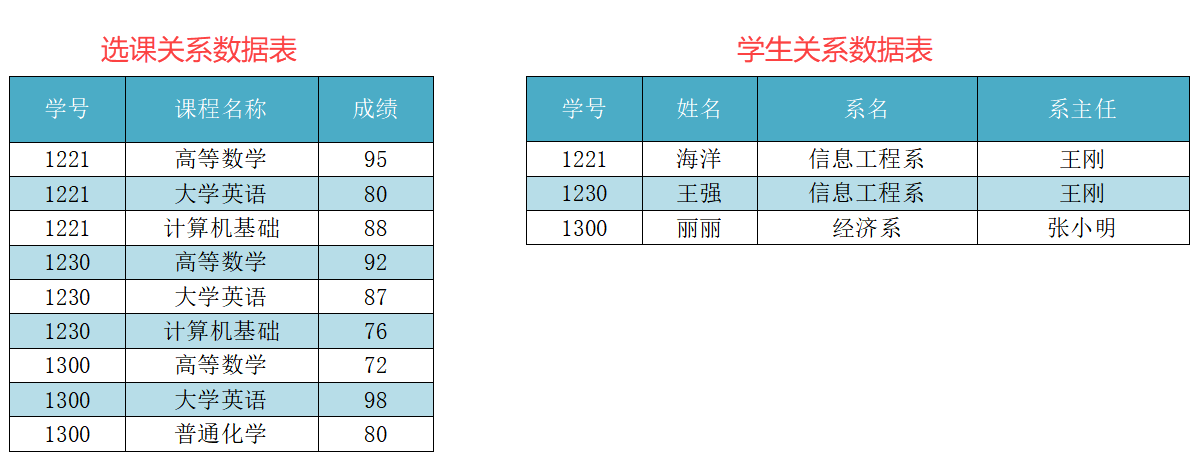 选课关系数据表
学号 课程名称 成绩
1221 高等数学 95
1221 大学英语 80
1221 计算机基础 88
1230 高等数学 92
1230 大学英语 87
1230 计算机基础 76
1300 高等数学 72
1300 大学英语 98
1300 普通化学 80
学生关系数据表
学号 姓名 系名 系主任
1221 海洋 信息工程系 王刚
1230 王强 信息工程系 王刚
1300 丽丽 经济系 张小明